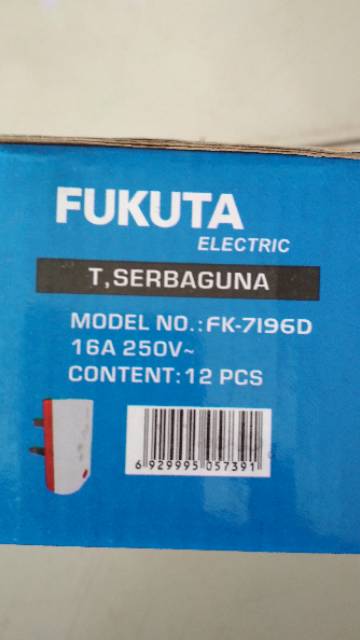 FUKUTA
ELECTRIC
T,SERBAGUNA
MODEL NO.:FK-7196D
16A 250V~
CONTENT:12 PCS
6 929995 057391